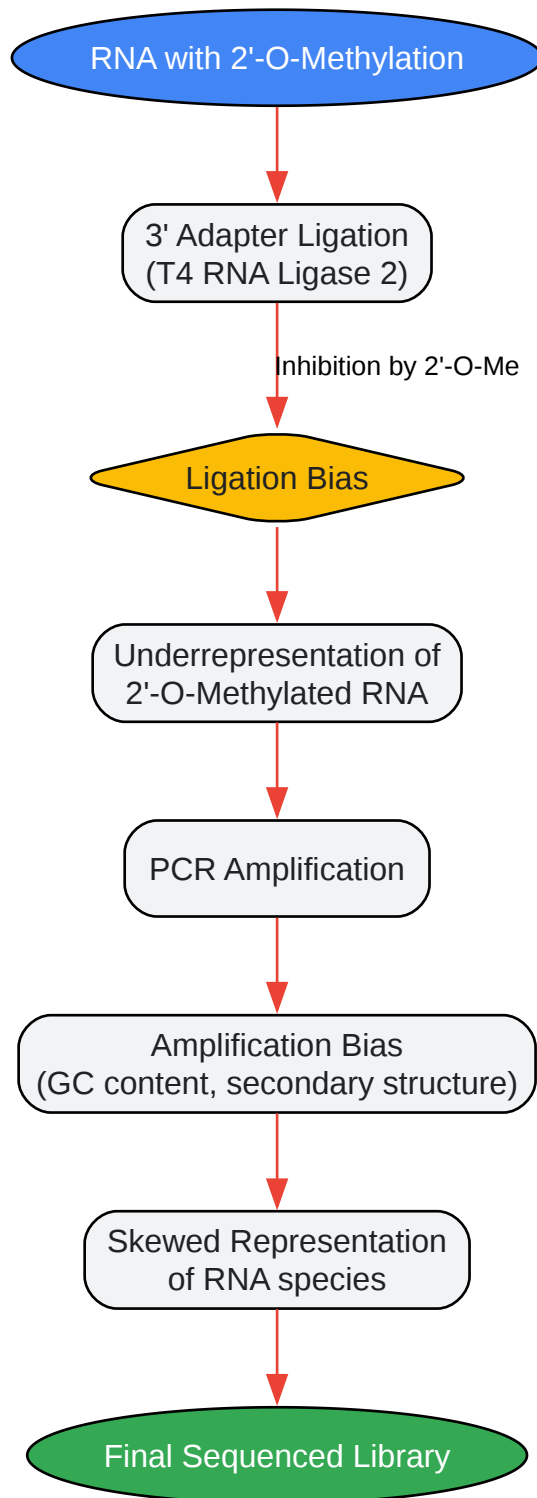 RNA with 2'-O-Methylation
3' Adapter Ligation
(T4 RNA Ligase 2)
Inhibition by 2'-O-Me
Ligation Bias
Underrepresentation of
2'-O-Methylated RNA
PCR Amplification
Amplification Bias
(GC content, secondary structure)
Skewed Representation
of RNA species
Final Sequenced Library